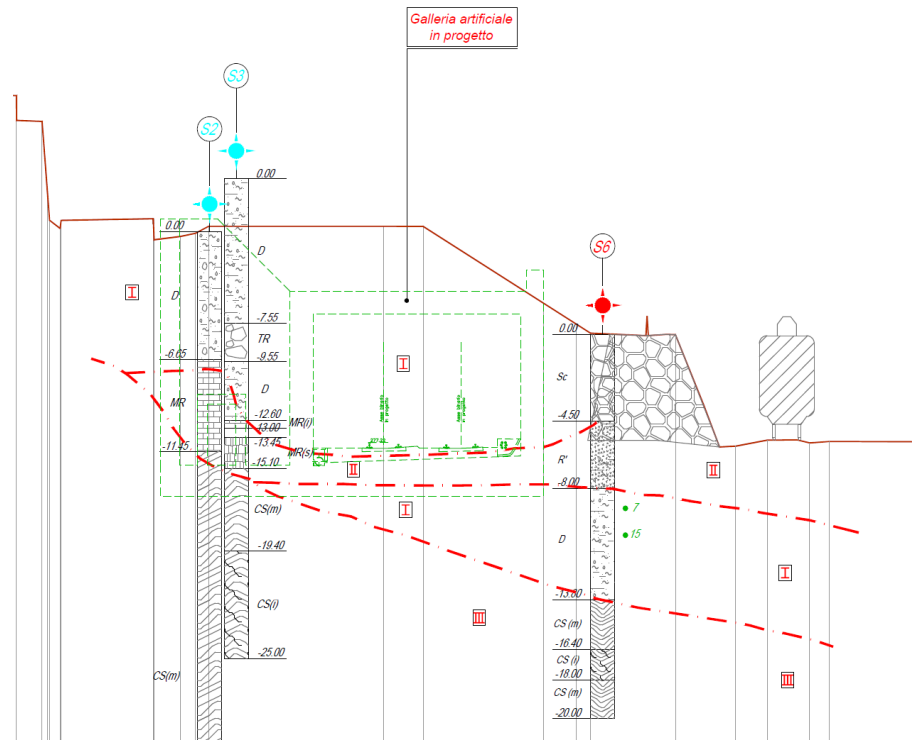 Galleria artificiale
in progetto
S3
S2
0.00
0.00
D
I
D
S6
-7.55
0.00
TR
-6.65
-9.55
I
Sc
D
MR
-12.60
MR(i)
-13.00
-4.50
-13.45
MR(s)
-11.45
-15.10
II
R'
II
-8.00
CS(m)
I
7
15
D
-19.40
I
CS(i)
-13.60
III
CS (m)
-16.40
CS (i)
-25.00
-18.00
CS(m)
CS (m)
III
-20.00